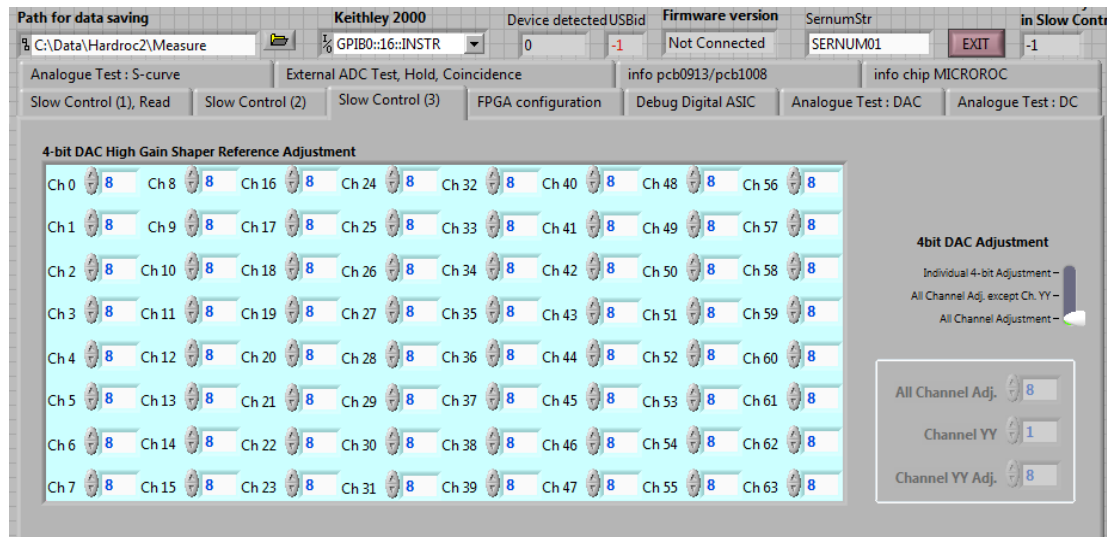 Path for data saving Keithley 2000 Device detected USBid Firmware version SernumStr in Slow Contr
C:\Data\Hardroc2\Measure GPIB0::16::INSTR 0 -1 Not Connected SERNUM01 EXIT -1
Analogue Test : S-curve External ADC Test, Hold, Coincidence info pcb0913/pcb1008 info chip MICROROC
Slow Control (1), Read Slow Control (2) Slow Control (3) FPGA configuration Debug Digital ASIC Analogue Test : DAC Analogue Test : DC
4-bit DAC High Gain Shaper Reference Adjustment
Ch 0 8 Ch 8 8 Ch 16 8 Ch 24 8 Ch 32 8 Ch 40 8 Ch 48 8 Ch 56 8
Ch 1 8 Ch 9 8 Ch 17 8 Ch 25 8 Ch 33 8 Ch 41 8 Ch 49 8 Ch 57 8
Ch 2 8 Ch 10 8 Ch 18 8 Ch 26 8 Ch 34 8 Ch 42 8 Ch 50 8 Ch 58 8
Ch 3 8 Ch 11 8 Ch 19 8 Ch 27 8 Ch 35 8 Ch 43 8 Ch 51 8 Ch 59 8
Ch 4 8 Ch 12 8 Ch 20 8 Ch 28 8 Ch 36 8 Ch 44 8 Ch 52 8 Ch 60 8
Ch 5 8 Ch 13 8 Ch 21 8 Ch 29 8 Ch 37 8 Ch 45 8 Ch 53 8 Ch 61 8
Ch 6 8 Ch 14 8 Ch 22 8 Ch 30 8 Ch 38 8 Ch 46 8 Ch 54 8 Ch 62 8
Ch 7 8 Ch 15 8 Ch 23 8 Ch 31 8 Ch 39 8 Ch 47 8 Ch 55 8 Ch 63 8
4bit DAC Adjustment
Individual 4-bit Adjustment
All Channel Adj. except Ch. YY
All Channel Adjustment
All Channel Adj. 8
Channel YY 1
Channel YY Adj. 8